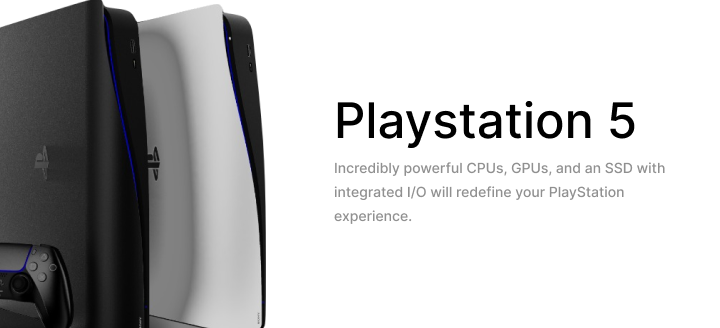 Playstation 5
Incredibly powerful CPUs, GPUs, and an SSD with
integrated I/O will redefine your PlayStation
experience.